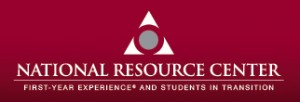 NATIONAL RESOURCE CENTER
FIRST-YEAR EXPERIENCE® AND STUDENTS IN TRANSITION